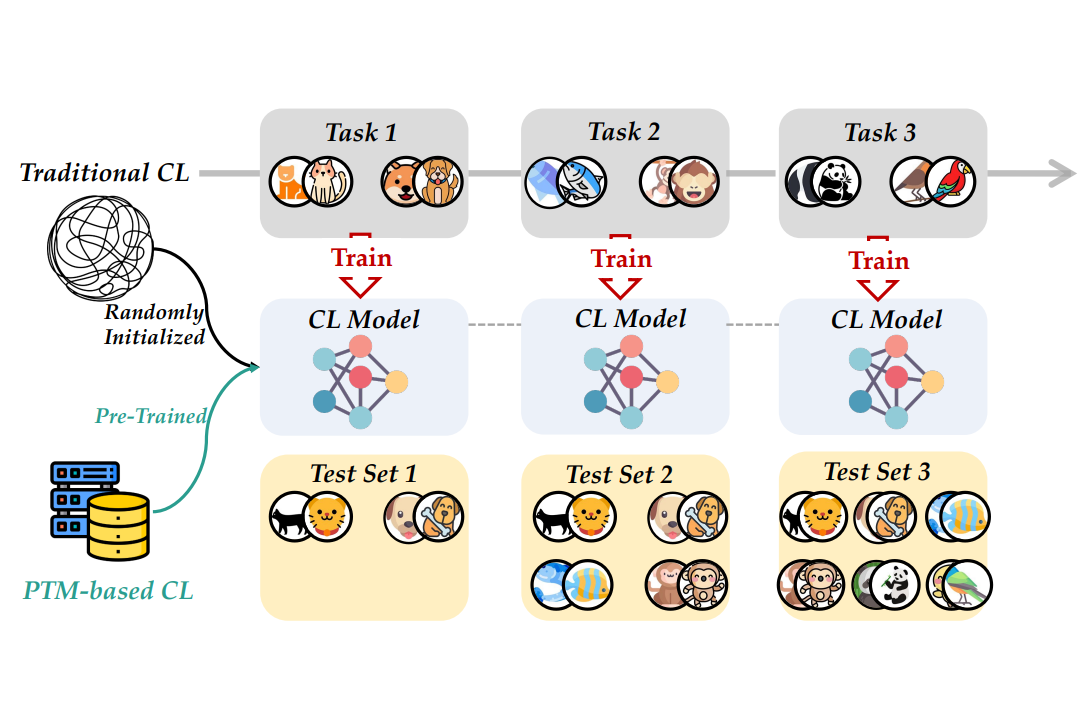 Task 1
Task 2
Task 3
Traditional CL
Train
Train
Train
Randomly
Initialized
CL Model
CL Model
CL Model
Pre-Trained
Test Set 1
Test Set 2
Test Set 3
PTM-based CL